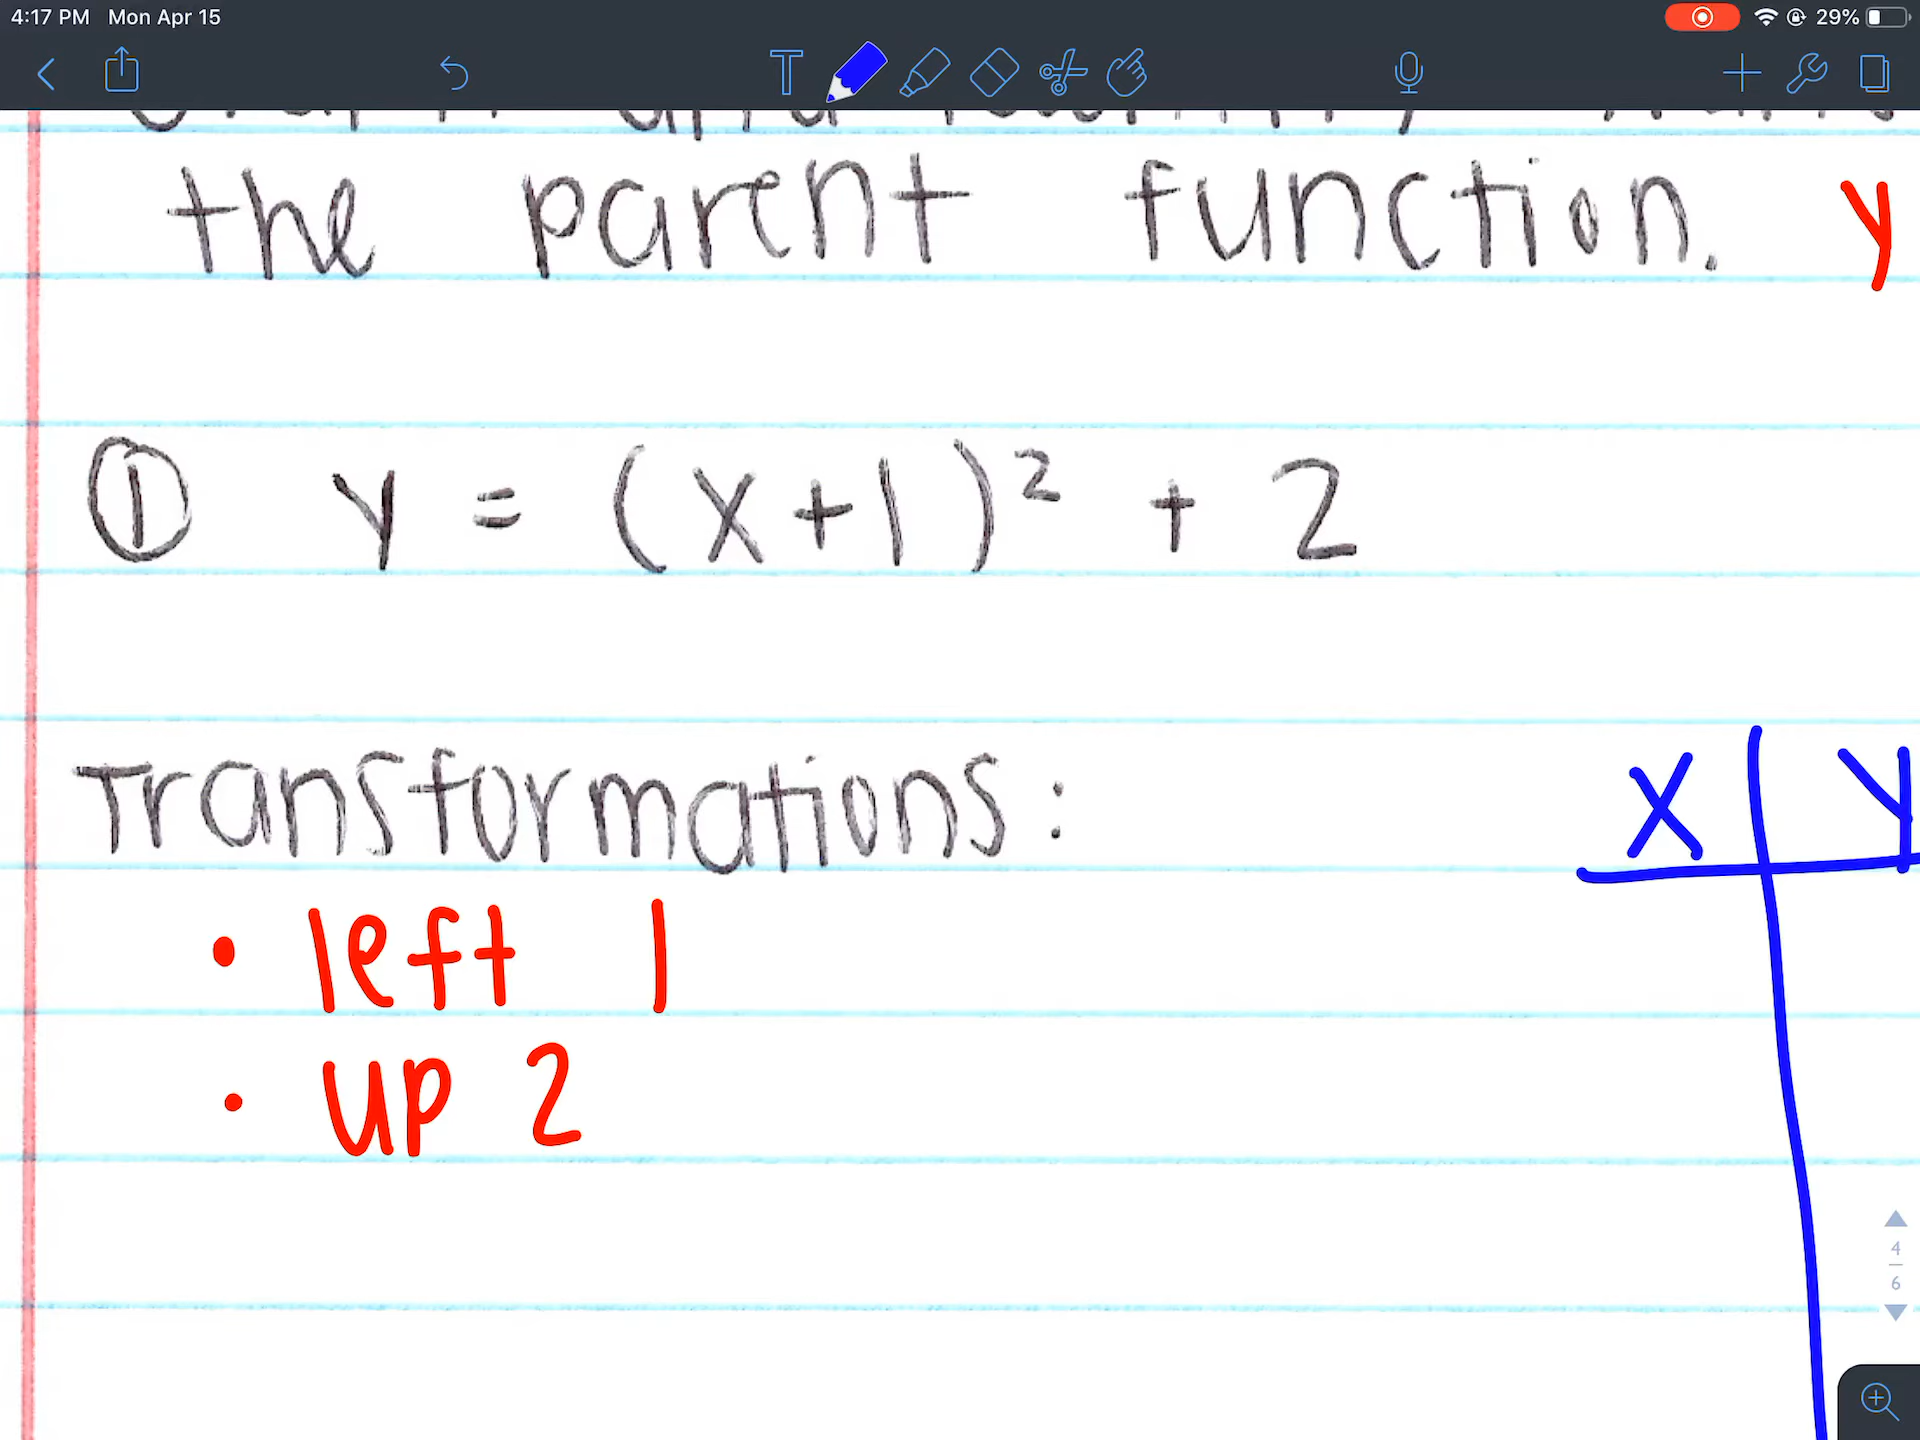 4:17 PM Mon Apr 15
29%
the parent function. y
① y = (x+1)² + 2
Transformations:
x y
• left 1
• up 2
4
6